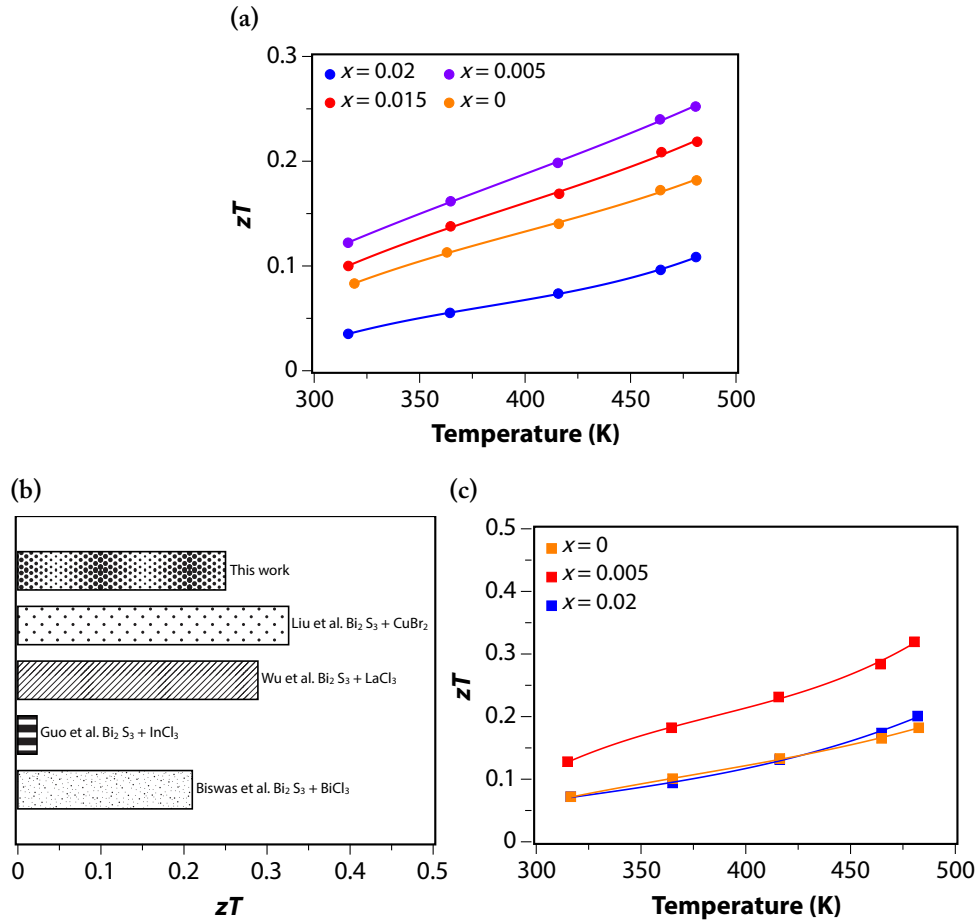 (a)
0.3
x = 0.02 x = 0.005
x = 0.015 x = 0
0.2
zT
0.1
0
300 350 400 450 500
Temperature (K)
(b)
This work
Liu et al. Bi₂ S₃ + CuBr₂
Wu et al. Bi₂ S₃ + LaCl₃
Guo et al. Bi₂ S₃ + InCl₃
Biswas et al. Bi₂ S₃ + BiCl₃
0 0.1 0.2 0.3 0.4 0.5
zT
(c)
0.5
x = 0
x = 0.005
0.4
x = 0.02
0.3
zT
0.2
0.1
0
300 350 400 450 500
Temperature (K)